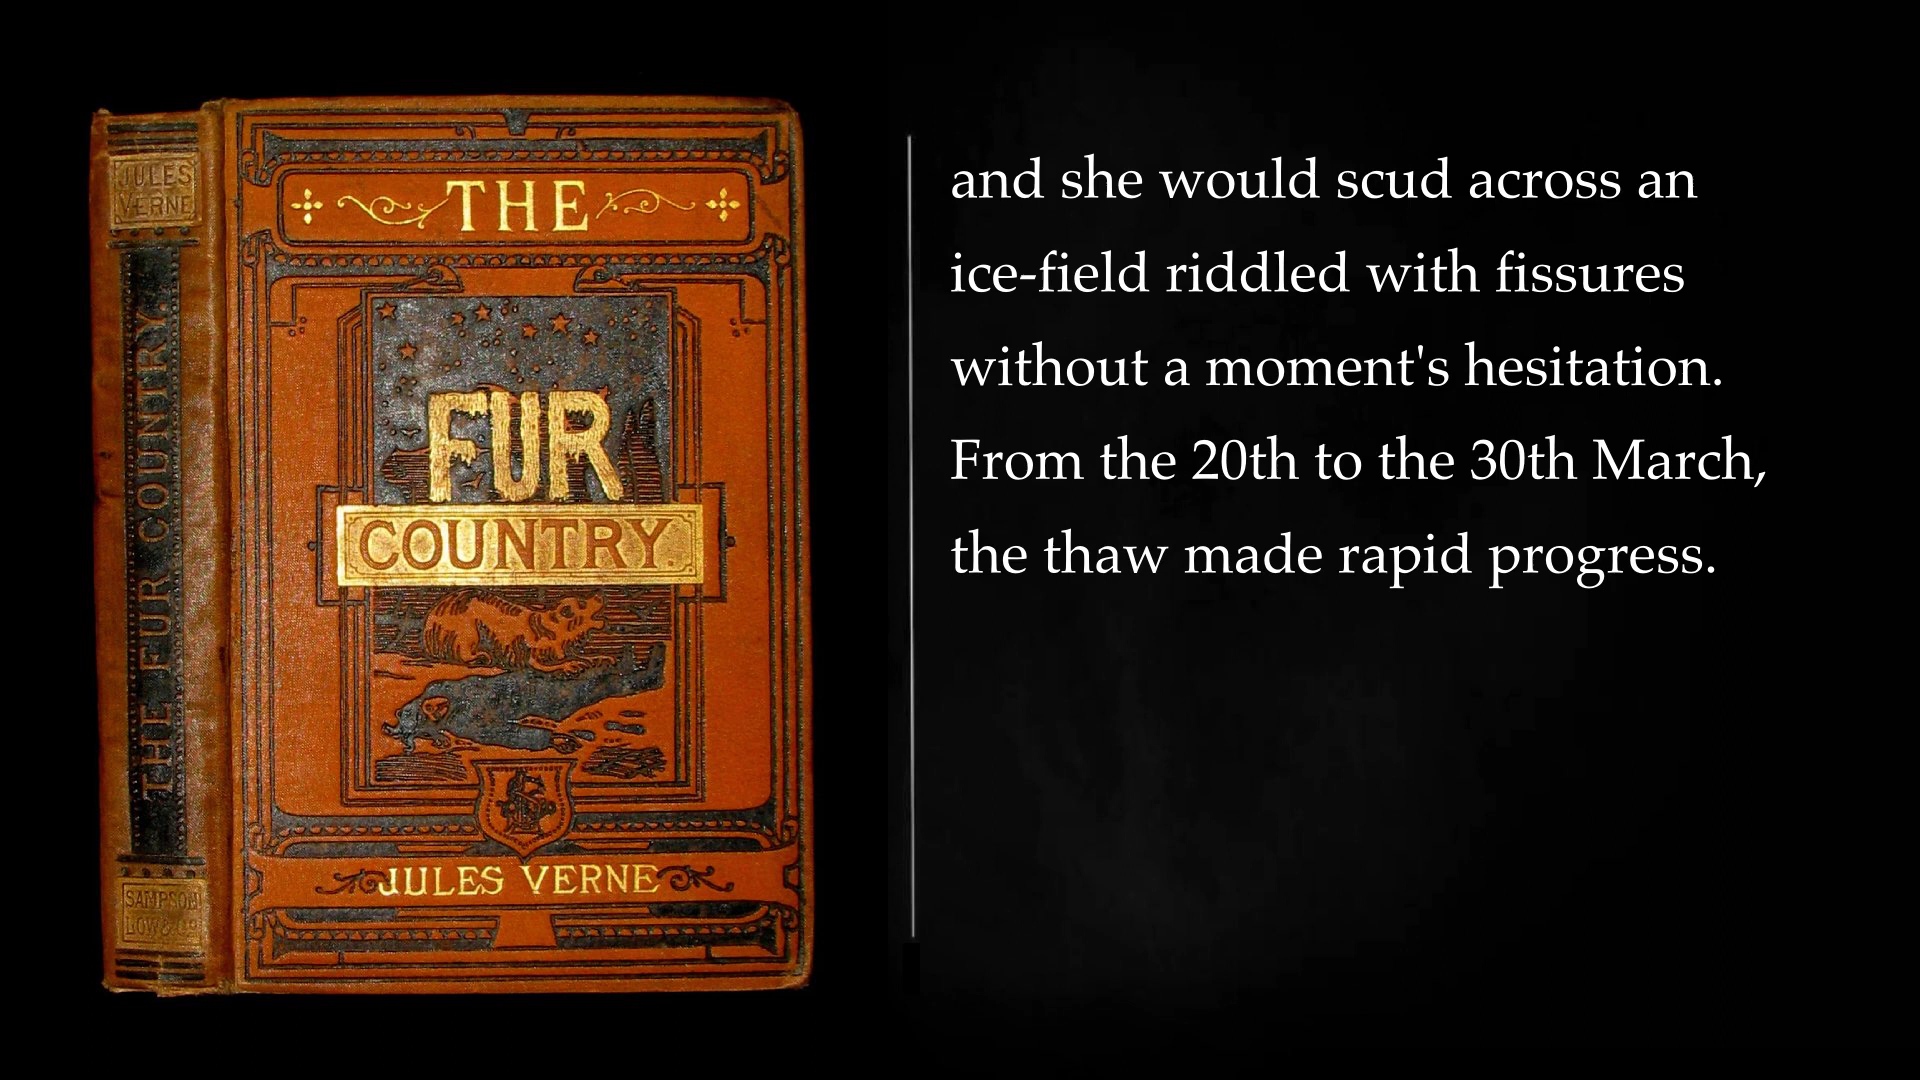 JULES
VERNE
THE FUR COUNTRY.
SAMPSON
LOW & Co
THE
FUR
COUNTRY.
JULES VERNE
and she would scud across an
ice-field riddled with fissures
without a moment's hesitation.
From the 20th to the 30th March,
the thaw made rapid progress.